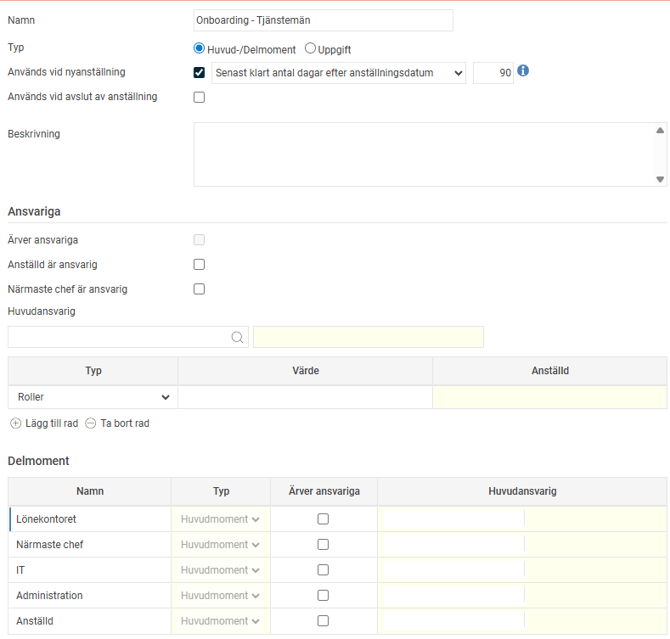 Namn Onboarding - Tjänstemän
Typ Huvud-/Delmoment Uppgift
Används vid nyanställning Senast klart antal dagar efter anställningsdatum 90
Används vid avslut av anställning
Beskrivning
Ansvariga
Ärver ansvariga
Anställd är ansvarig
Närmaste chef är ansvarig
Huvudansvarig
Typ Värde Anställd
Roller
Lägg till rad Ta bort rad
Delmoment
Namn Typ Ärver ansvariga Huvudansvarig
Lönekontoret Huvudmoment
Närmaste chef Huvudmoment
IT Huvudmoment
Administration Huvudmoment
Anställd Huvudmoment